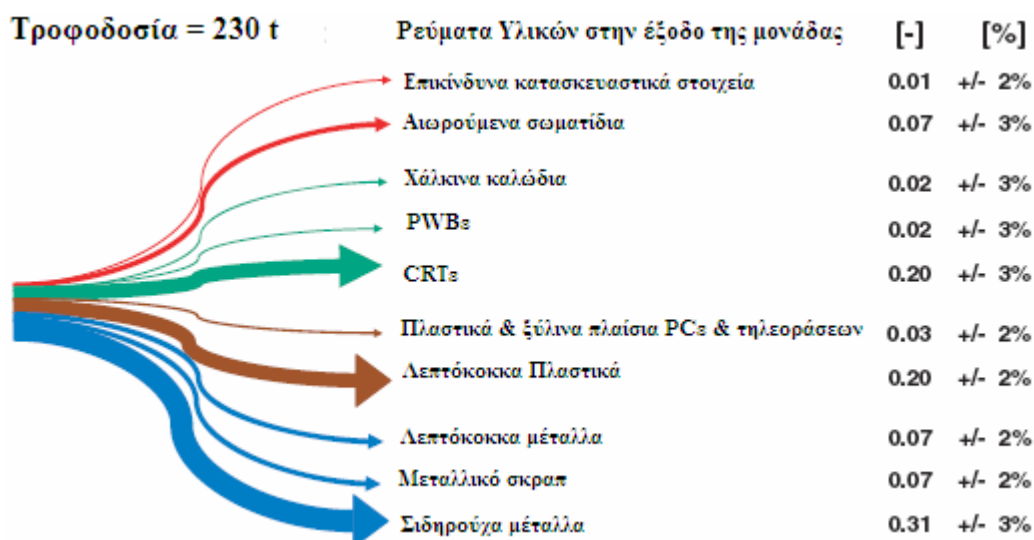 Τροφοδοσία = 230 t : Ρεύματα Υλικών στην έξοδο της μονάδας [-] [%]
Επικίνδυνα κατασκευαστικά στοιχεία 0.01 +/- 2%
Αιωρούμενα σωματίδια 0.07 +/- 3%
Χάλκινα καλώδια 0.02 +/- 3%
PWBs 0.02 +/- 3%
CRTs 0.20 +/- 3%
Πλαστικά & ξύλινα πλαίσια PCs & τηλεοράσεων 0.03 +/- 2%
Λεπτόκοκκα Πλαστικά 0.20 +/- 2%
Λεπτόκοκκα μέταλλα 0.07 +/- 2%
Μεταλλικό σκραπ 0.07 +/- 2%
Σιδηρούχα μέταλλα 0.31 +/- 3%